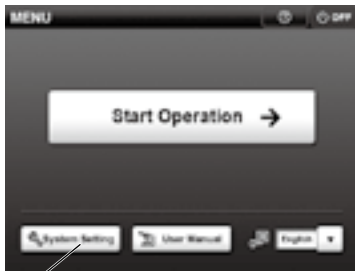 MENU
OFF
Start Operation
System Setting
User Manual
English